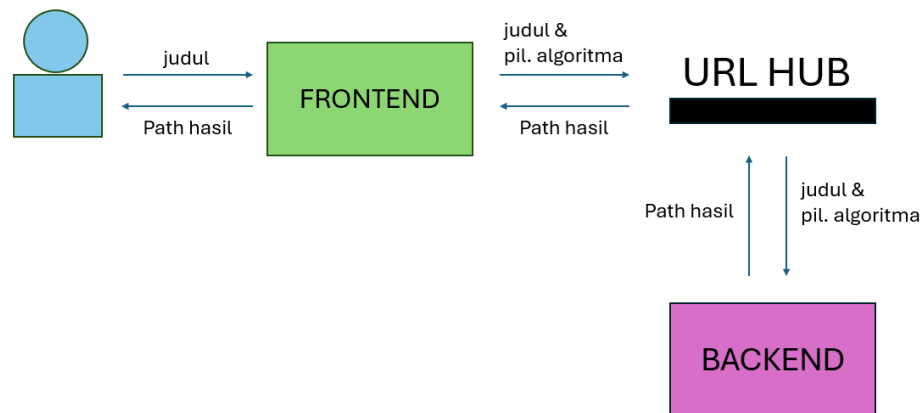 judul
Path hasil
FRONTEND
judul &
pil. algoritma
Path hasil
URL HUB
Path hasil
judul &
pil. algoritma
BACKEND